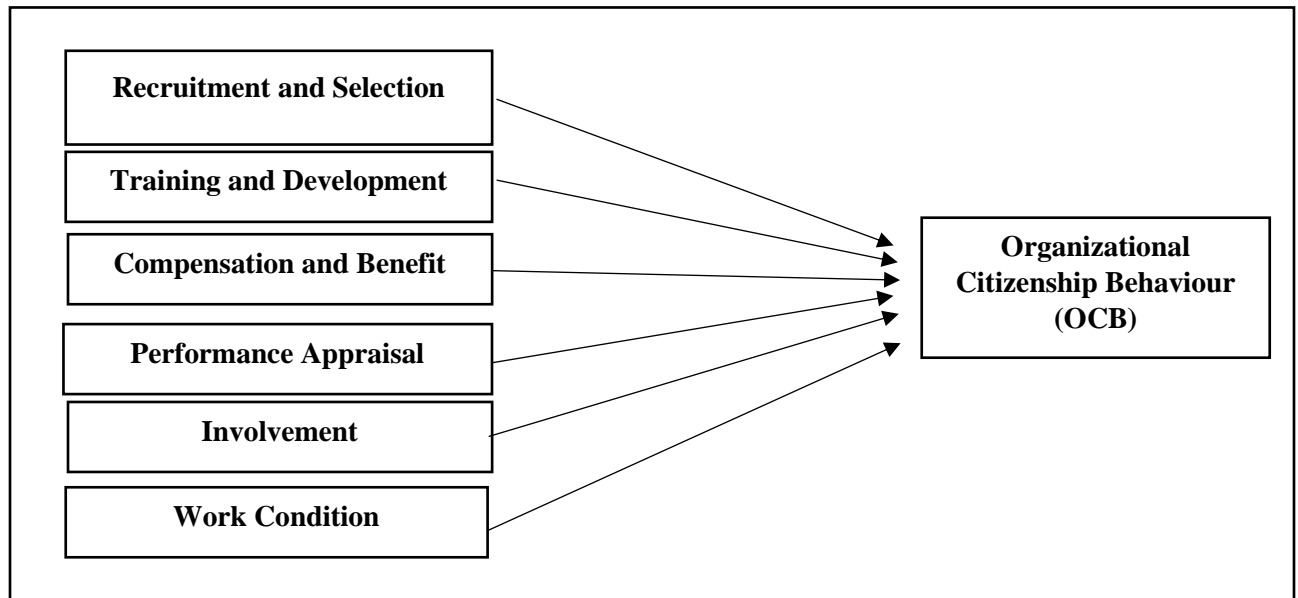 Recruitment and Selection
Training and Development
Compensation and Benefit
Performance Appraisal
Involvement
Work Condition
Organizational
Citizenship Behaviour
(OCB)